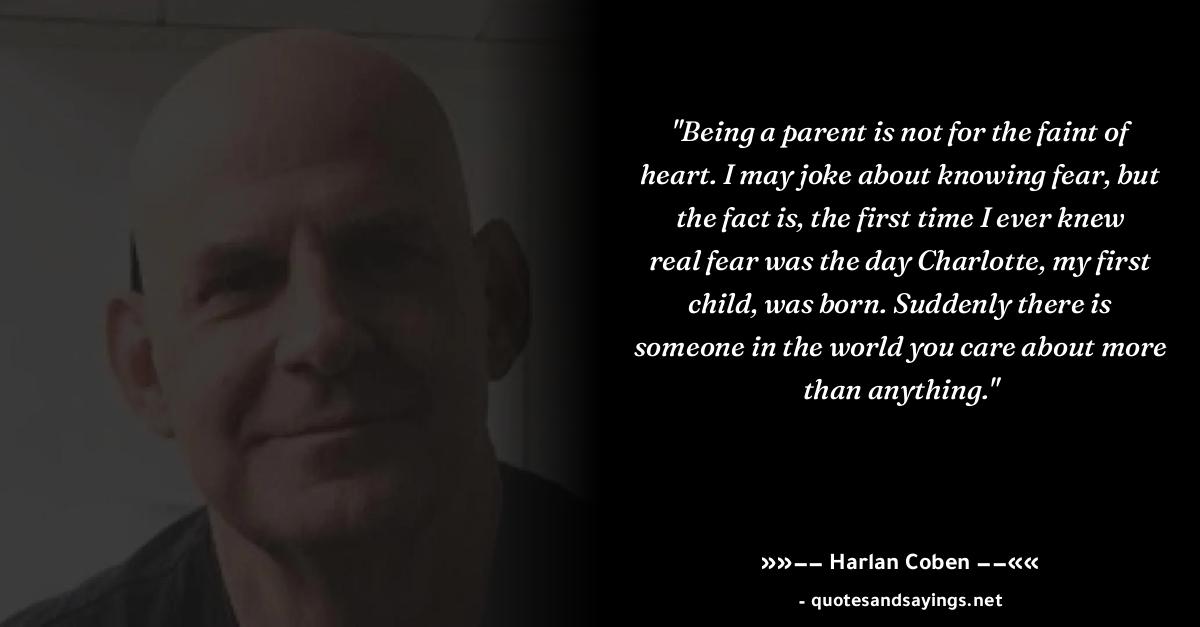 "Being a parent is not for the faint of
heart. I may joke about knowing fear, but
the fact is, the first time I ever knew
real fear was the day Charlotte, my first
child, was born. Suddenly there is
someone in the world you care about more
than anything."
»»−− Harlan Coben −−««
- quotesandsayings.net